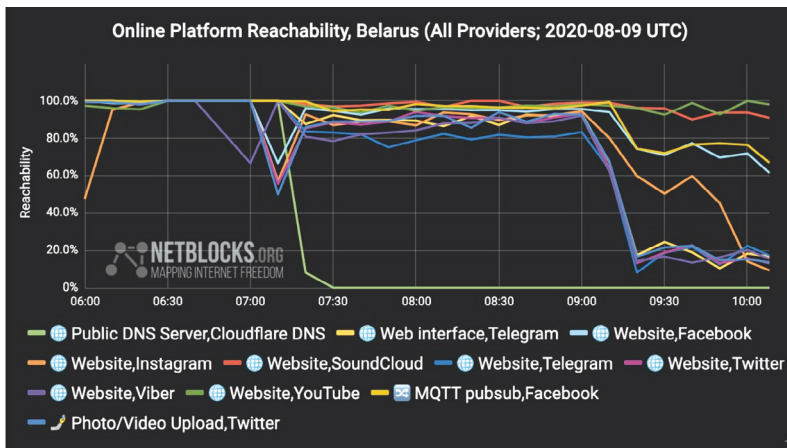 Online Platform Reachability, Belarus (All Providers; 2020-08-09 UTC)
100.0%
80.0%
60.0%
40.0%
20.0%
0%
Reachability
NETBLOCKS.ORG
MAPPING INTERNET FREEDOM
06:00 06:30 07:00 07:30 08:00 08:30 09:00 09:30 10:00
Public DNS Server,Cloudflare DNS Web interface,Telegram Website,Facebook
Website,Instagram Website,SoundCloud Website,Telegram Website,Twitter
Website,Viber Website,YouTube MQTT pubsub,Facebook
Photo/Video Upload,Twitter